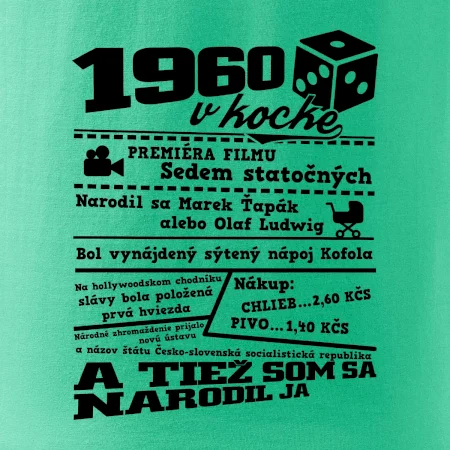 1960
v kocke
PREMIÉRA FILMU
Sedem statočných
Narodil sa Marek Ťapák
alebo Olaf Ludwig
Bol vynájdený sýtený nápoj Kofola
Na hollywoodskom chodníku
slávy bola položená
prvá hviezda
Nákup:
CHLIEB...2,60 KČS
PIVO...1,40 KČS
Národné zhromaždenie prijalo
novú ústavu
a názov štátu Česko-slovenská socialistická republika
A TIEŽ SOM SA
NARODIL JA